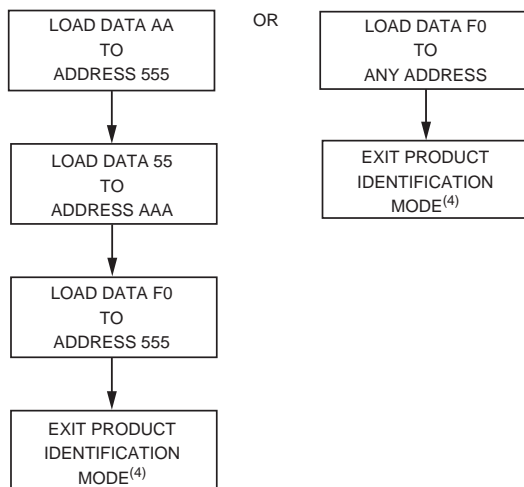 LOAD DATA AA
TO
ADDRESS 555
LOAD DATA 55
TO
ADDRESS AAA
LOAD DATA F0
TO
ADDRESS 555
EXIT PRODUCT
IDENTIFICATION
MODE(4)
OR
LOAD DATA F0
TO
ANY ADDRESS
EXIT PRODUCT
IDENTIFICATION
MODE(4)